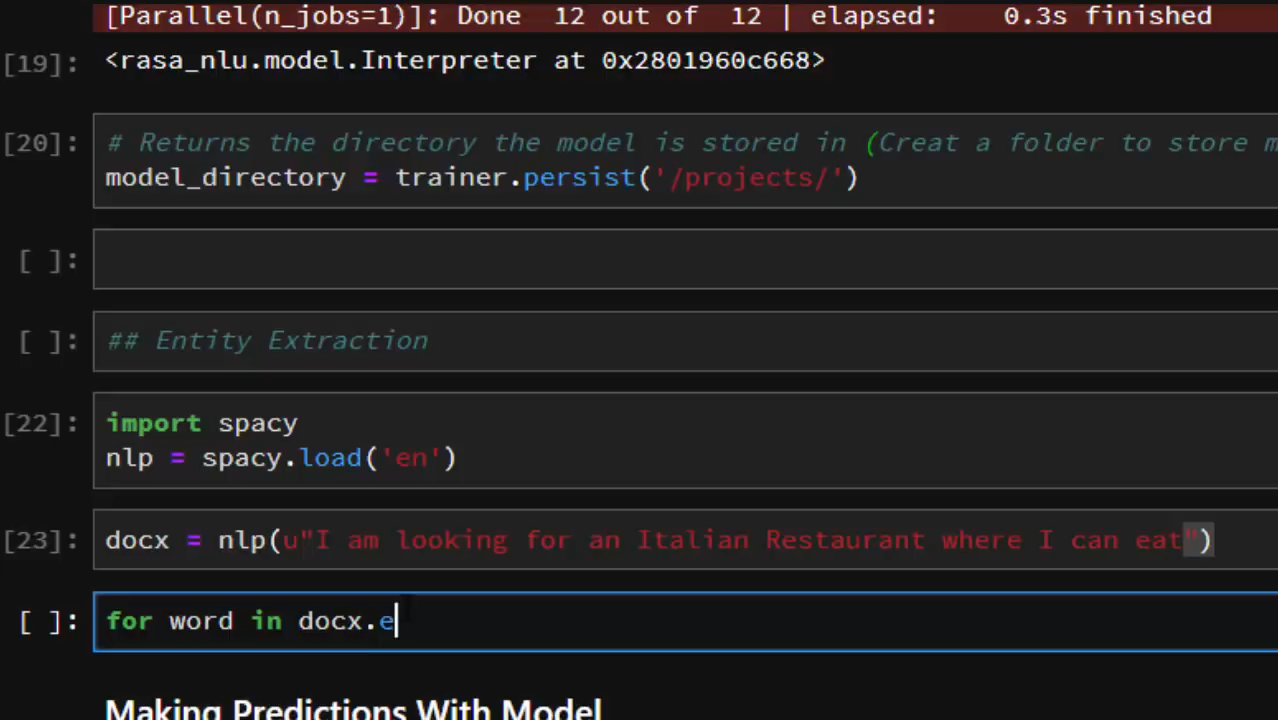 [Parallel(n_jobs=1)]: Done 12 out of 12 | elapsed: 0.3s finished
[19]: <rasa_nlu.model.Interpreter at 0x2801960c668>
[20]: # Returns the directory the model is stored in (Creat a folder to store m
model_directory = trainer.persist('/projects/')
[ ]:
[ ]: ## Entity Extraction
[22]: import spacy
nlp = spacy.load('en')
[23]: docx = nlp(u"I am looking for an Italian Restaurant where I can eat")
[ ]: for word in docx.e
Making Predictions With Model